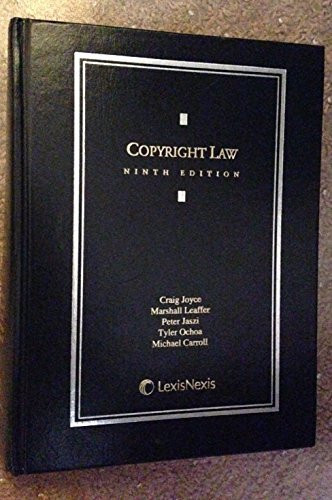 COPYRIGHT LAW
NINTH EDITION
Craig Joyce
Marshall Leaffer
Peter Jaszi
Tyler Ochoa
Michael Carroll
LexisNexis